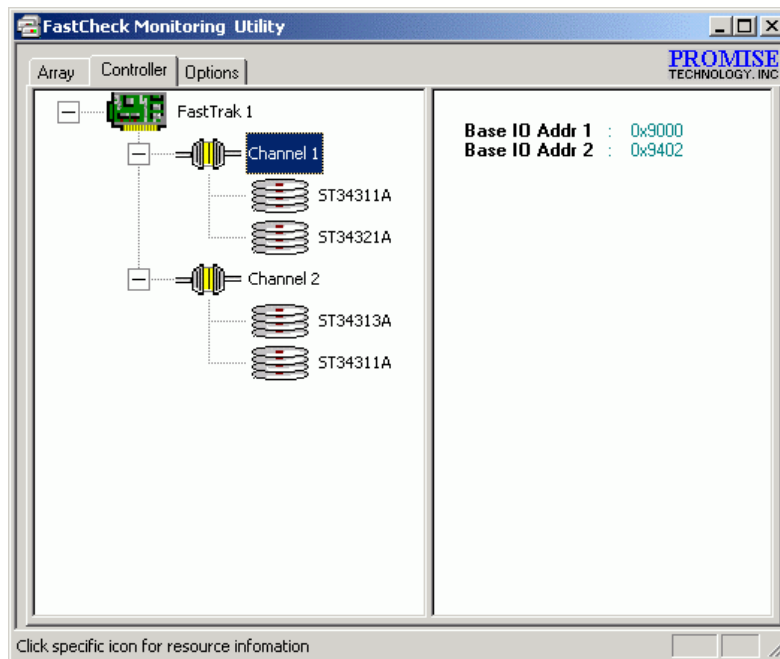 FastCheck Monitoring Utility
Array
Controller
Options
PROMISE
TECHNOLOGY, INC
FastTrak 1
Channel 1
ST34311A
ST34321A
Channel 2
ST34313A
ST34311A
Base IO Addr 1 : 0x9000
Base IO Addr 2 : 0x9402
Click specific icon for resource infomation